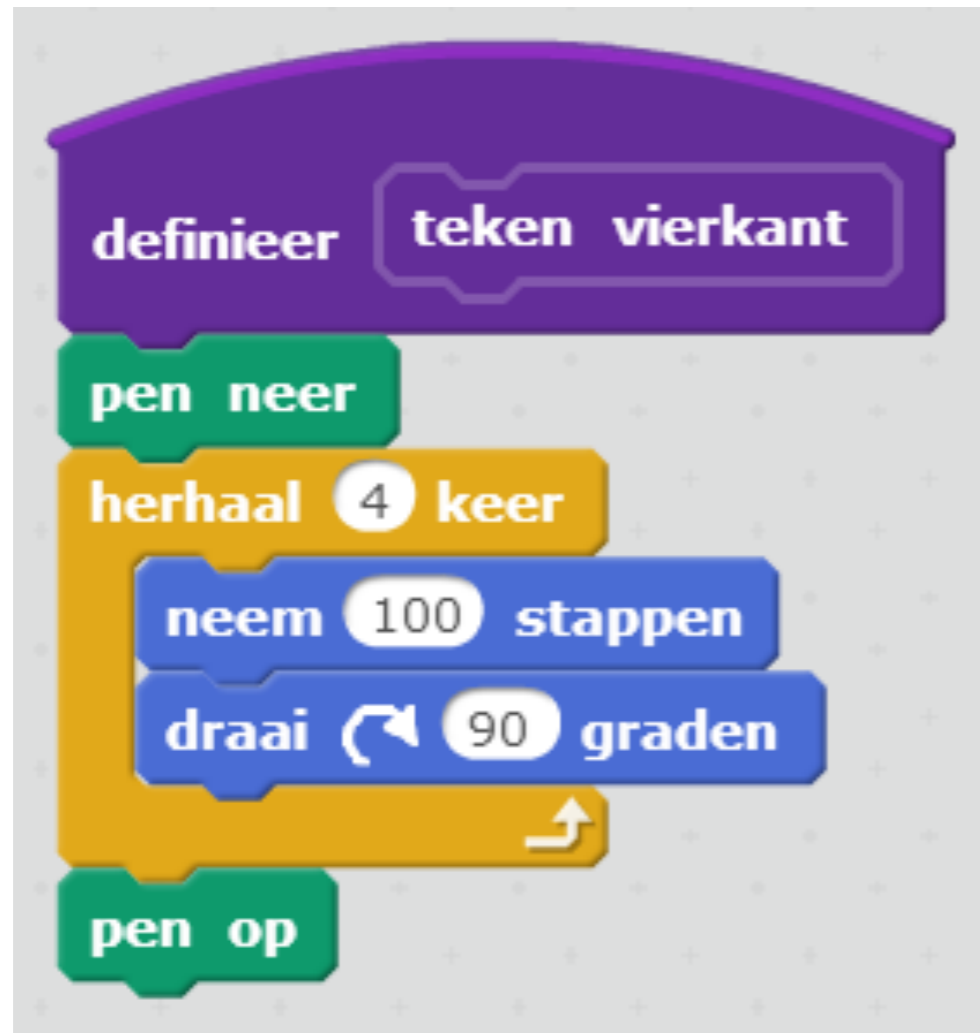 definieer teken vierkant
pen neer
herhaal 4 keer
neem 100 stappen
draai 90 graden
pen op